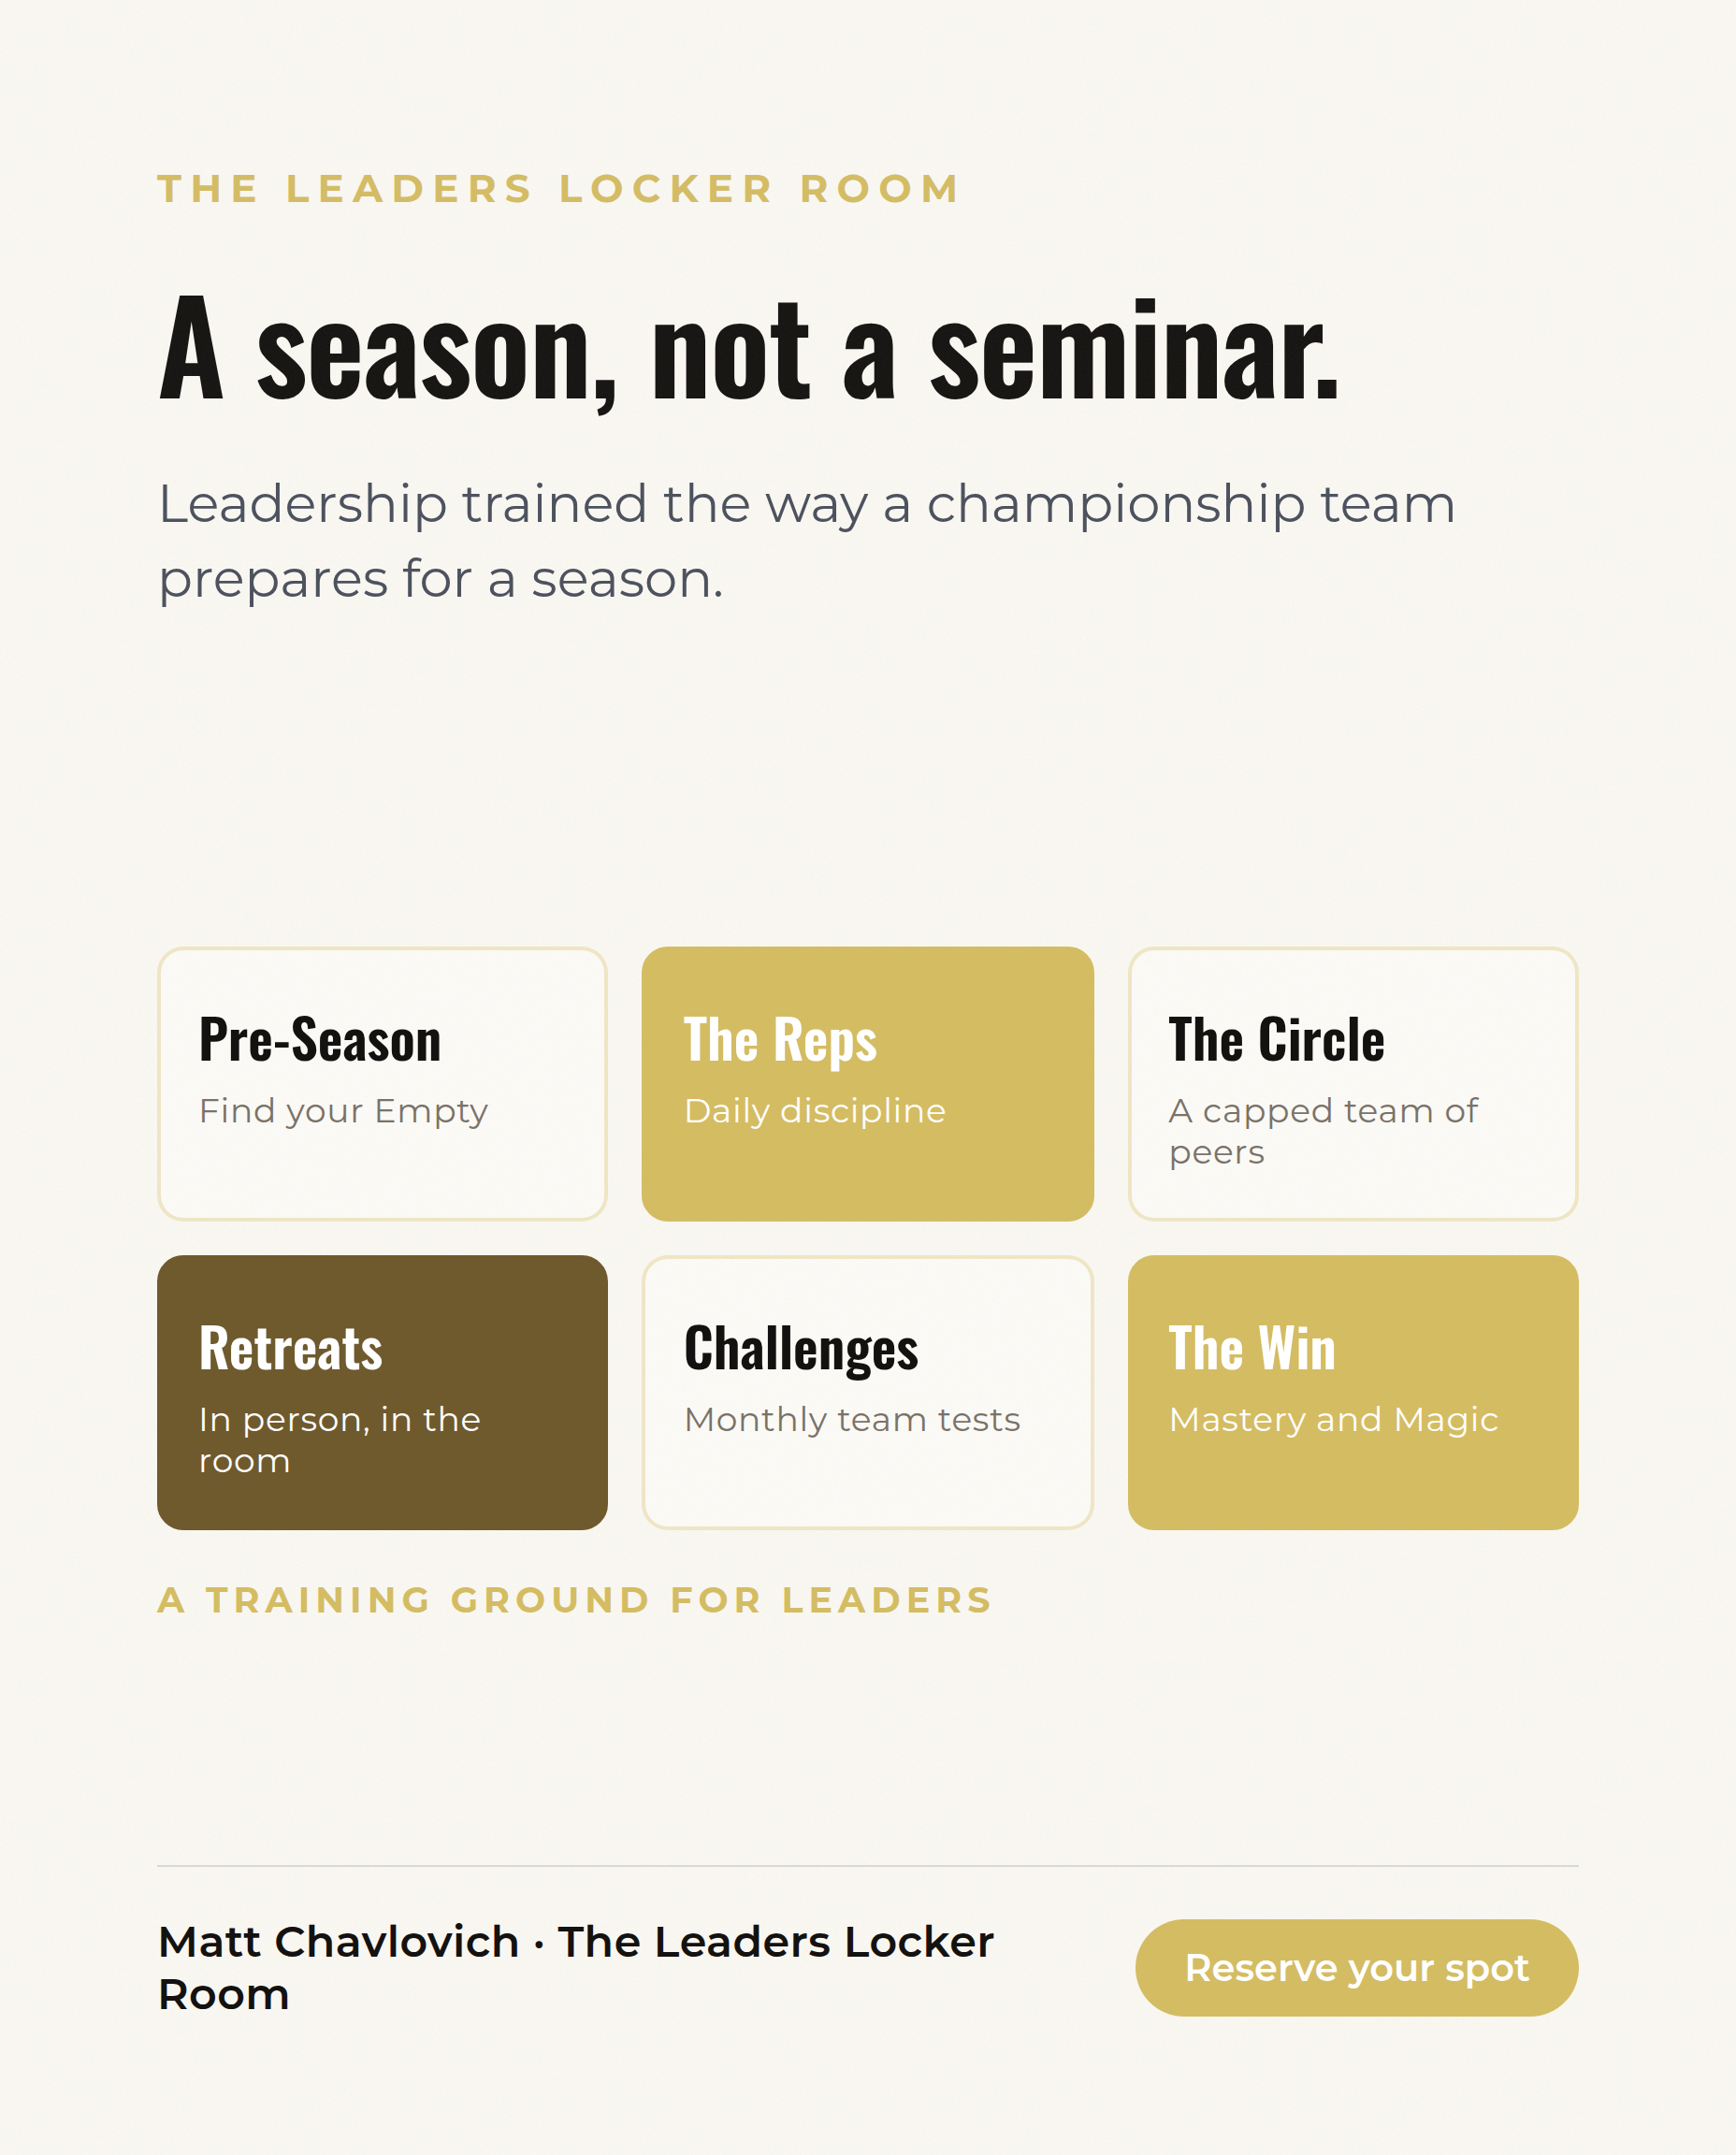 THE LEADERS LOCKER ROOM
A season, not a seminar.
Leadership trained the way a championship team
prepares for a season.
Pre-Season
Find your Empty
The Reps
Daily discipline
The Circle
A capped team of
peers
Retreats
In person, in the
room
Challenges
Monthly team tests
The Win
Mastery and Magic
A TRAINING GROUND FOR LEADERS
Matt Chavlovich · The Leaders Locker
Room
Reserve your spot